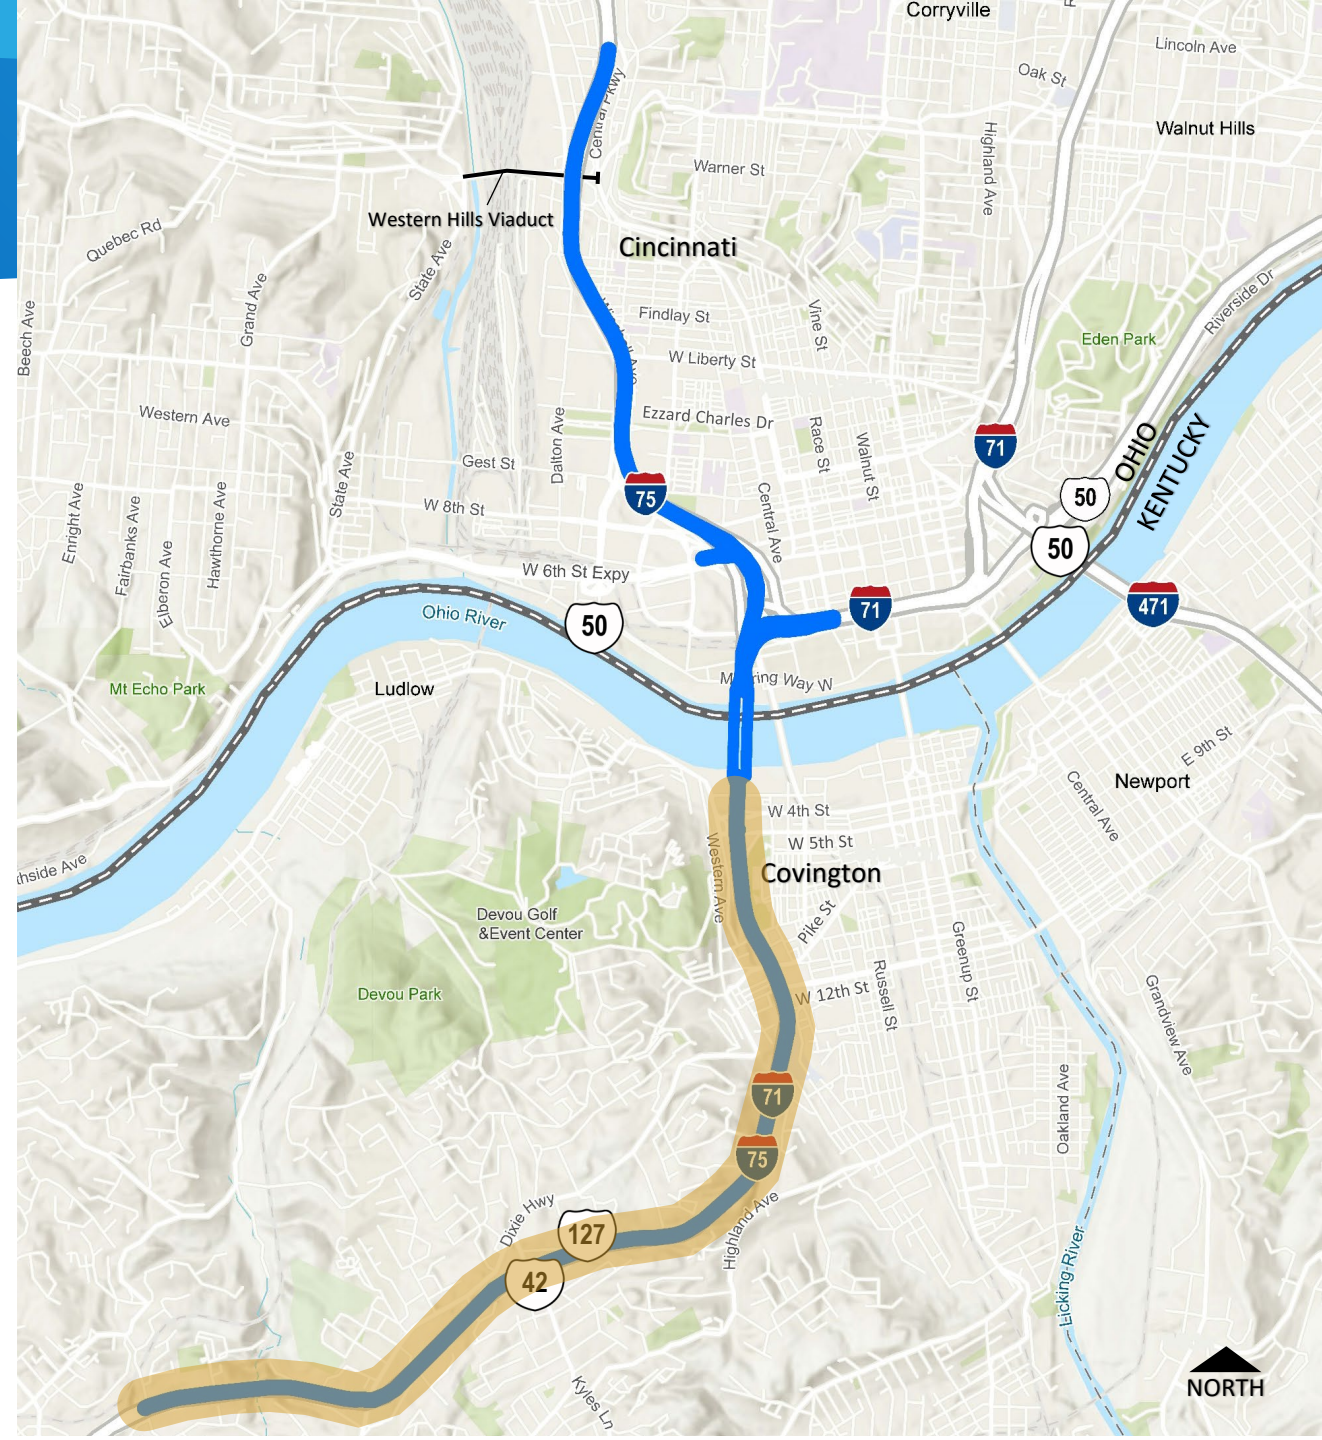 Corryville
Lincoln Ave
Oak St
Central Pkwy
Highland Ave
Walnut Hills
Warner St
Western Hills Viaduct
Quebec Rd
State Ave
Cincinnati
Grand Ave
Beech Ave
Findlay St
Vine St
Riverside Dr
Eden Park
W Liberty St
Western Ave
Ezzard Charles Dr
Dalton Ave
Race St
Walnut St
71
OHIO
KENTUCKY
Gest St
State Ave
75
50
W 8th St
Central Ave
Enright Ave
Fairbanks Ave
Elberon Ave
Hawthorne Ave
50
W 6th St Expy
71
471
Ohio River
50
Mt Echo Park
Ludlow
E 9th St
Newport
Central Ave
W 4th St
W 5th St
Western Ave
Covington
Devou Golf
&Event Center
Pike St
Greenup St
Russell St
Devou Park
W 12th St
Grandview Ave
71
Oakland Ave
75
Dixie Hwy
127
Highland Ave
42
Licking River
Kyles Ln
NORTH